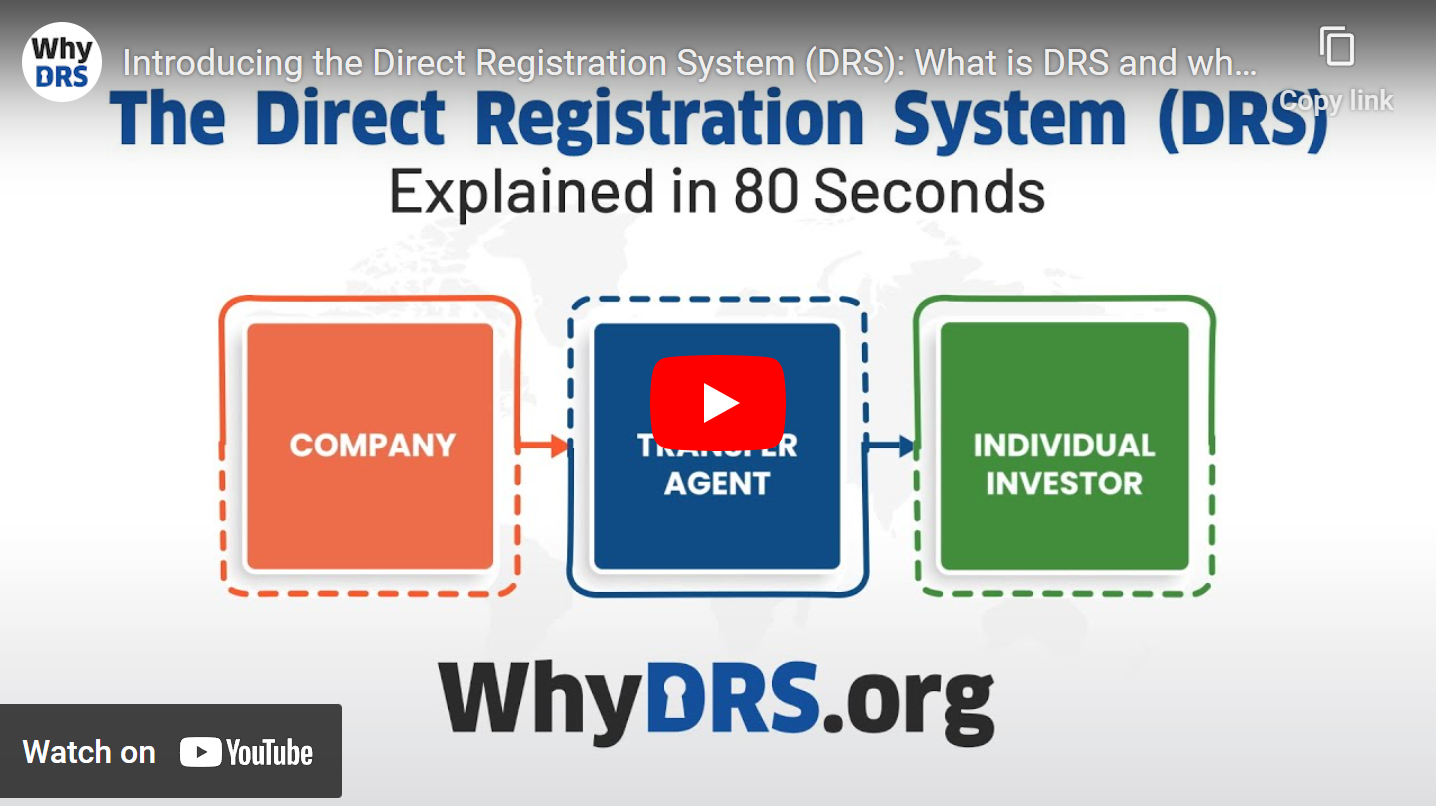 Why
DRS
Introducing the Direct Registration System (DRS): What is DRS and wh...
Copy link
The Direct Registration System (DRS)
Explained in 80 Seconds
COMPANY
TRANSFER
AGENT
INDIVIDUAL
INVESTOR
WhyDRS.org
Watch on YouTube